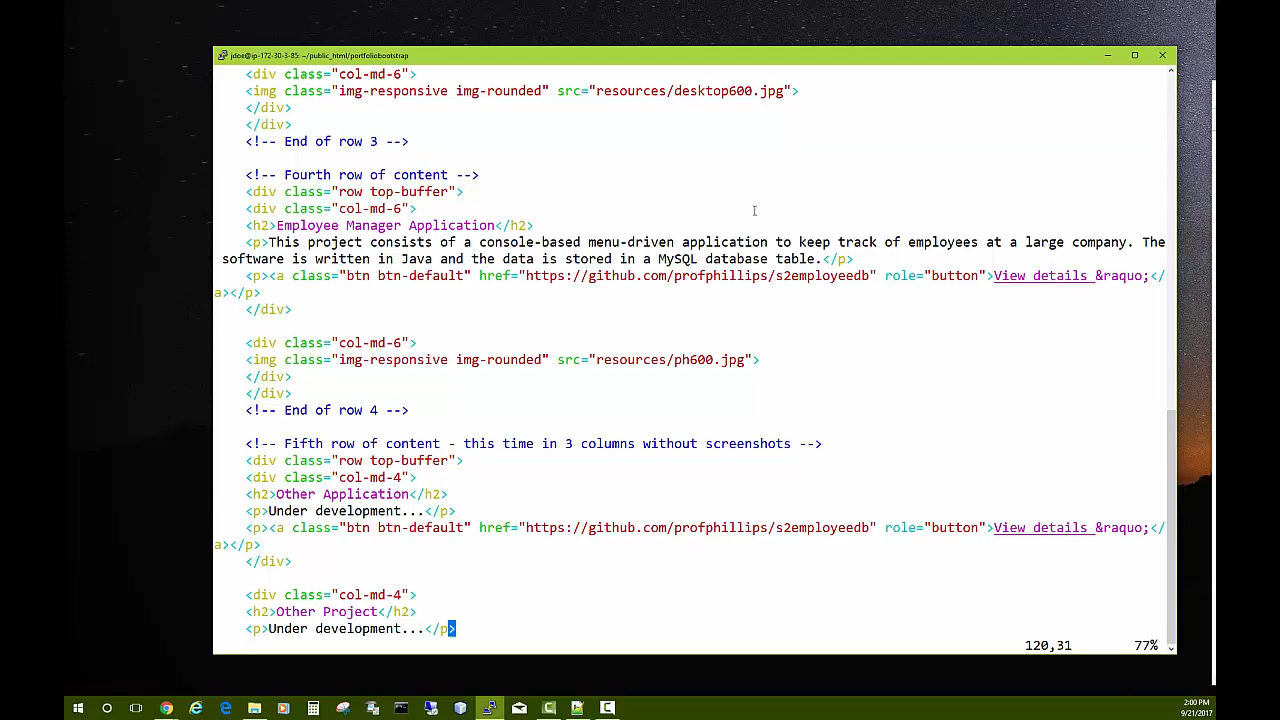 jdoe@ip-172-30-3-85: ~/public_html/portfoliobootstrap
<div class="col-md-6">
<img class="img-responsive img-rounded" src="resources/desktop600.jpg">
</div>
</div>
<!-- End of row 3 -->
<!-- Fourth row of content -->
<div class="row top-buffer">
<div class="col-md-6">
<h2>Employee Manager Application</h2>
<p>This project consists of a console-based menu-driven application to keep track of employees at a large company. The
software is written in Java and the data is stored in a MySQL database table.</p>
<p><a class="btn btn-default" href="https://github.com/profphillips/s2employeedb" role="button">View details &raquo;</
a></p>
</div>
<div class="col-md-6">
<img class="img-responsive img-rounded" src="resources/ph600.jpg">
</div>
</div>
<!-- End of row 4 -->
<!-- Fifth row of content - this time in 3 columns without screenshots -->
<div class="row top-buffer">
<div class="col-md-4">
<h2>Other Application</h2>
<p>Under development...</p>
<p><a class="btn btn-default" href="https://github.com/profphillips/s2employeedb" role="button">View details &raquo;</
a></p>
</div>
<div class="col-md-4">
<h2>Other Project</h2>
<p>Under development...</p>
120,31 77%
2:00 PM
9/21/2017